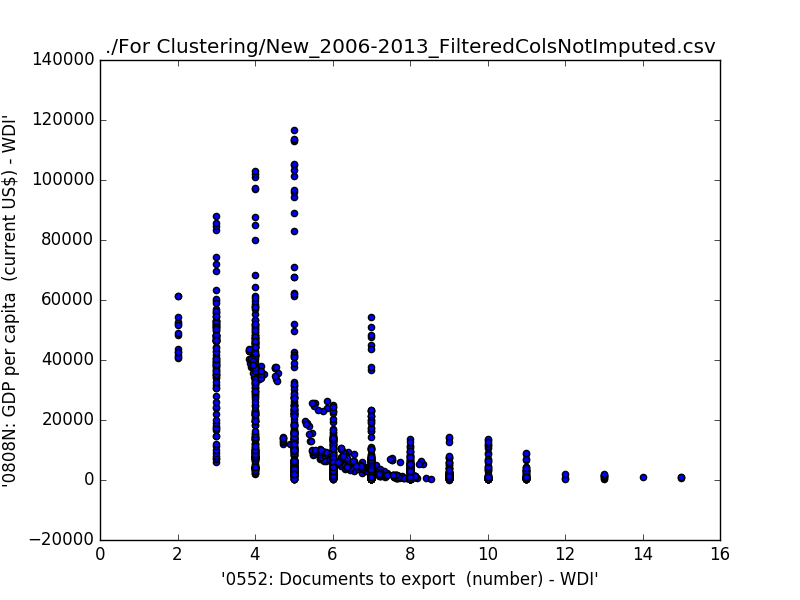 ./For Clustering/New_2006-2013_FilteredColsNotImputed.csv
140000
120000
100000
80000
60000
40000
20000
0
−20000
'0808N: GDP per capita  (current US$) - WDI'
0 2 4 6 8 10 12 14 16
'0552: Documents to export  (number) - WDI'